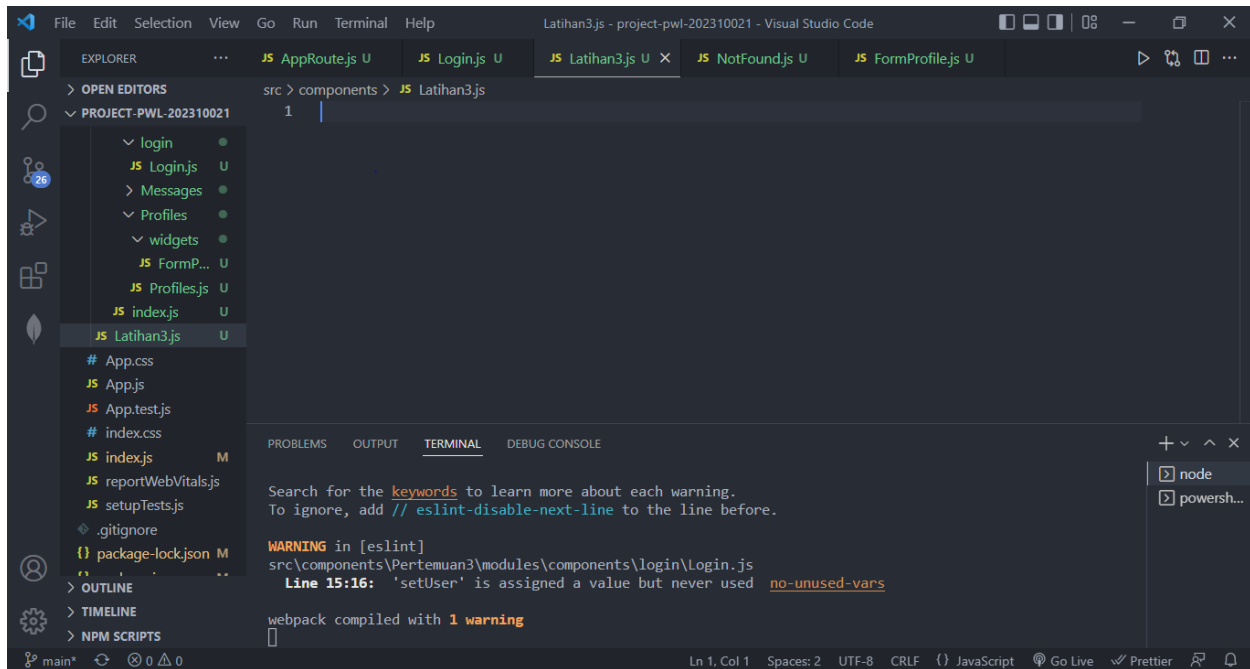 File Edit Selection View Go Run Terminal Help Latihan3.js - project-pwl-202310021 - Visual Studio Code
EXPLORER ···
JS AppRoute.js U JS Login.js U JS Latihan3.js U JS NotFound.js U JS FormProfile.js U
OPEN EDITORS
src > components > JS Latihan3.js
PROJECT-PWL-202310021
1
login
JS Login.js U
26
Messages
Profiles
widgets
JS FormP... U
JS Profiles.js U
JS index.js U
JS Latihan3.js U
# App.css
JS App.js
JS App.test.js
# index.css
JS index.js M
JS reportWebVitals.js
JS setupTests.js
.gitignore
{} package-lock.json M
OUTLINE
TIMELINE
NPM SCRIPTS
PROBLEMS OUTPUT TERMINAL DEBUG CONSOLE
node
powersh...
Search for the keywords to learn more about each warning.
To ignore, add // eslint-disable-next-line to the line before.
WARNING in [eslint]
src\components\Pertemuan3\modules\components\login\Login.js
Line 15:16: 'setUser' is assigned a value but never used no-unused-vars
webpack compiled with 1 warning
main* 0 0 Ln 1, Col 1 Spaces: 2 UTF-8 CRLF {} JavaScript Go Live Prettier